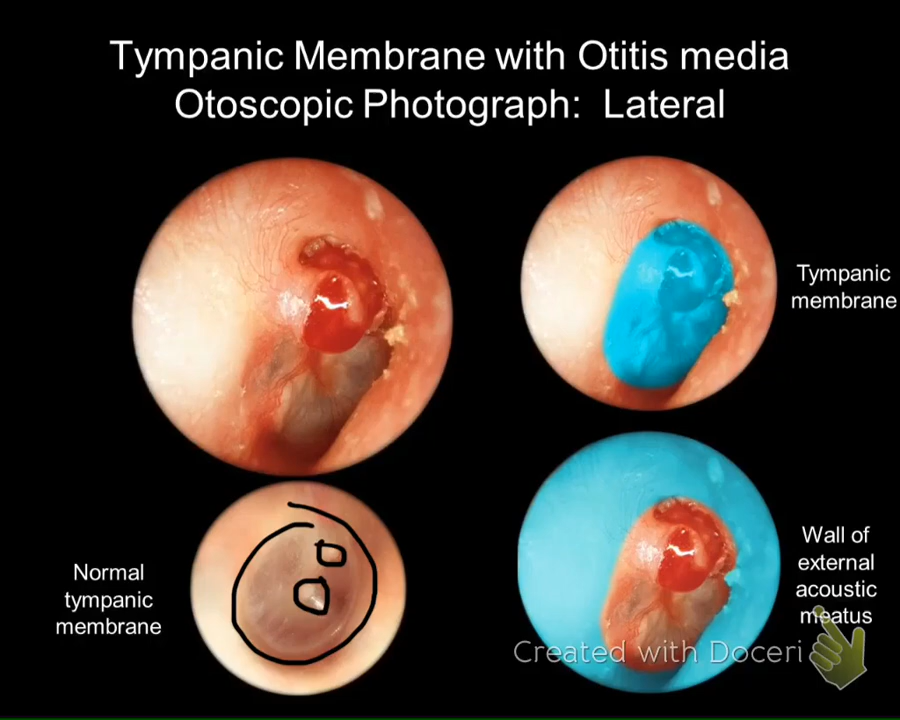 Tympanic Membrane with Otitis media
Otoscopic Photograph: Lateral
Tympanic
membrane
Normal
tympanic
membrane
Wall of
external
acoustic
meatus
Created with Doceri